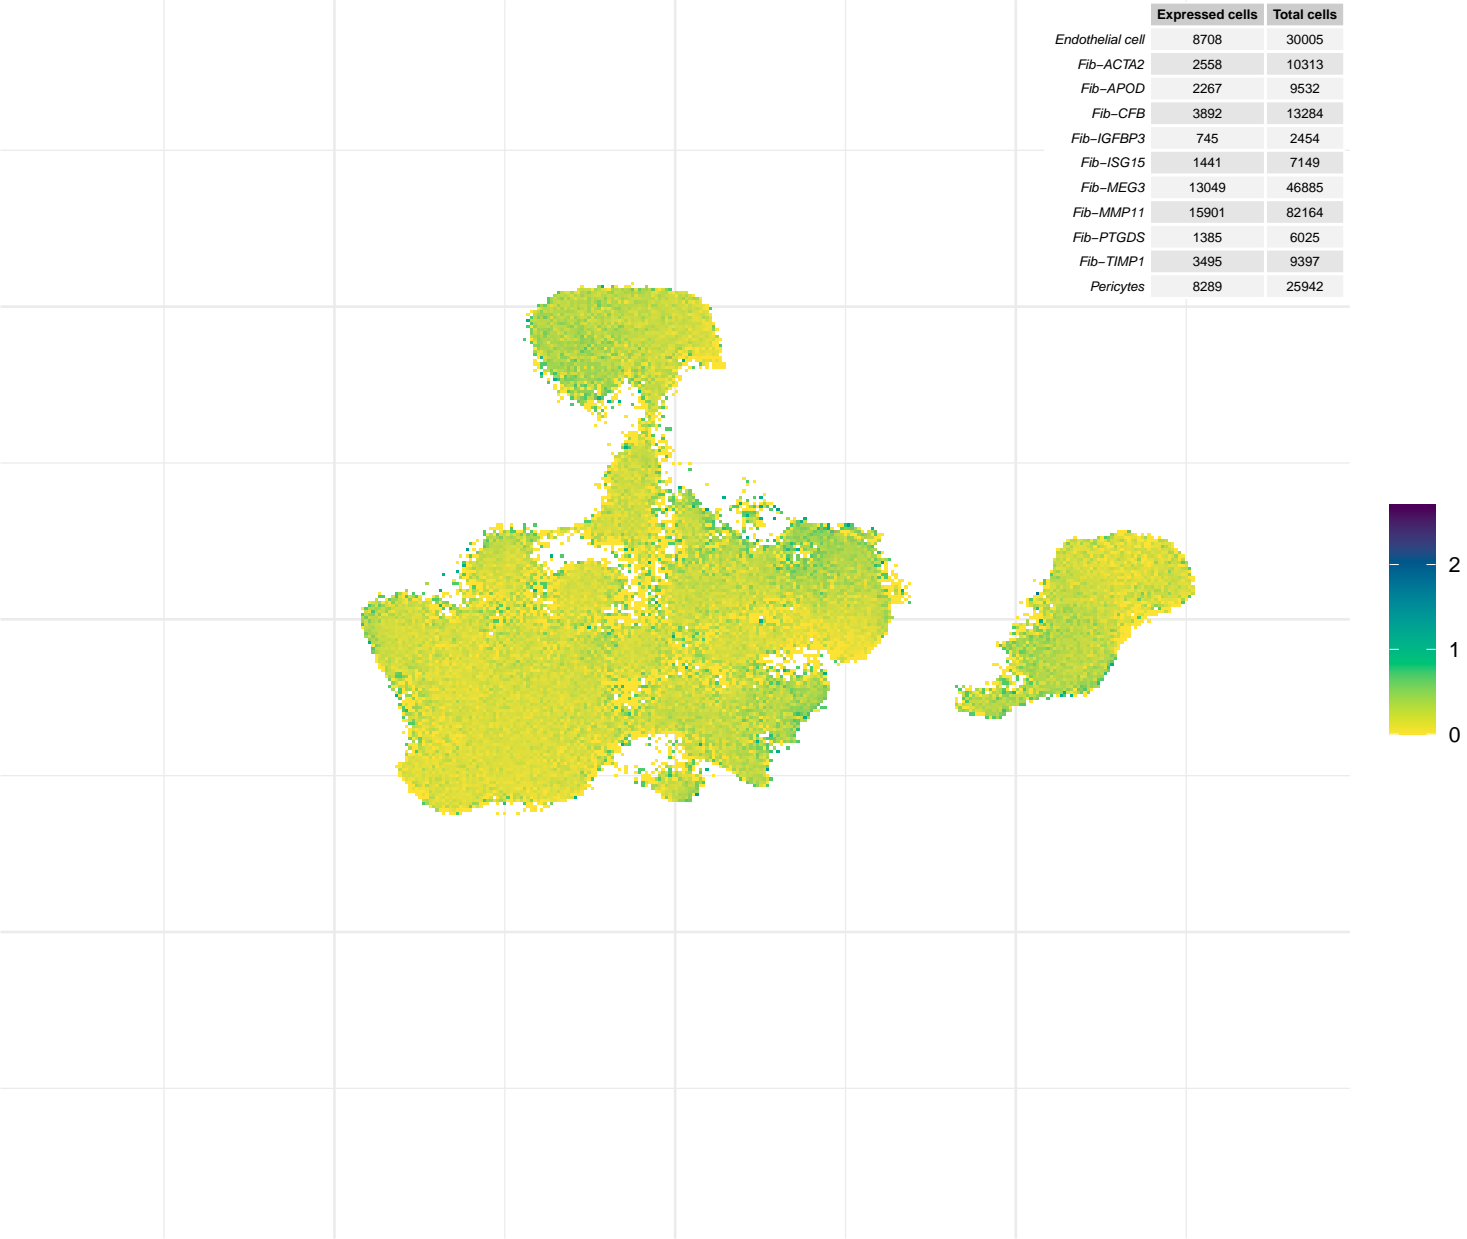 Expressed cells Total cells
Endothelial cell 8708 30005
Fib−ACTA2 2558 10313
Fib−APOD 2267 9532
Fib−CFB 3892 13284
Fib−IGFBP3 745 2454
Fib−ISG15 1441 7149
Fib−MEG3 13049 46885
Fib−MMP11 15901 82164
Fib−PTGDS 1385 6025
Fib−TIMP1 3495 9397
Pericytes 8289 25942
2
1
0